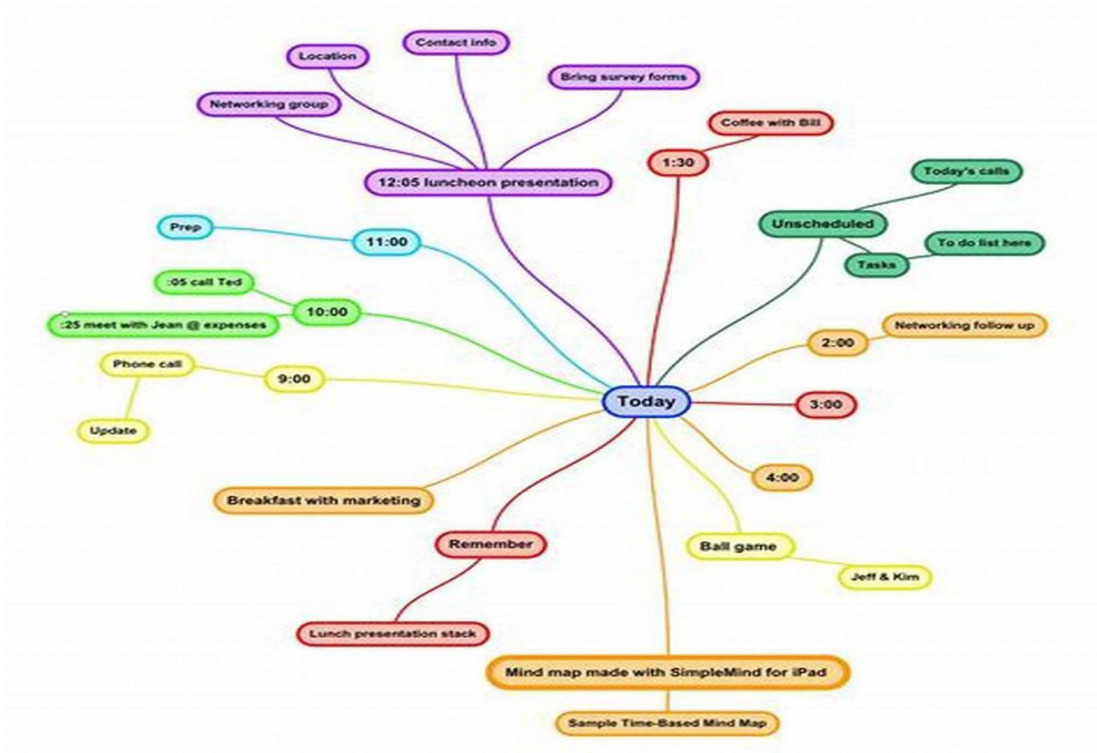 Contact info
Location
Bring survey forms
Networking group
Coffee with Bill
1:30
12:05 luncheon presentation
Today's calls
Unscheduled
To do list here
Tasks
Prep
11:00
:05 call Ted
10:00
:25 meet with Jean @ expenses
Networking follow up
2:00
Phone call
9:00
Update
Today
3:00
4:00
Breakfast with marketing
Remember
Ball game
Jeff & Kim
Lunch presentation stack
Mind map made with SimpleMind for iPad
Sample Time-Based Mind Map